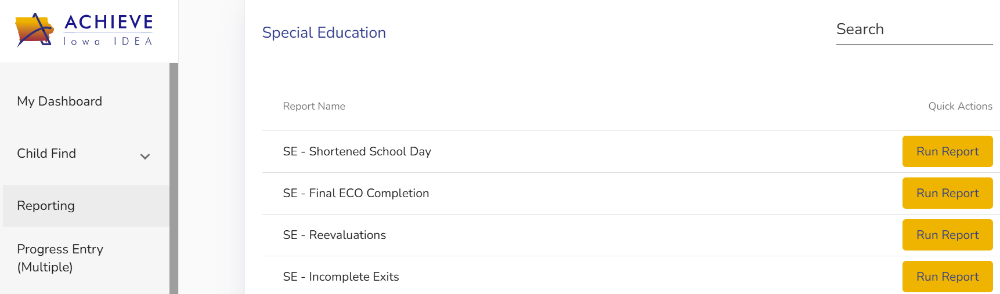 ACHIEVE
Iowa IDEA
My Dashboard
Child Find
Reporting
Progress Entry
(Multiple)
Special Education
Search
Report Name
Quick Actions
SE - Shortened School Day
Run Report
SE - Final ECO Completion
Run Report
SE - Reevaluations
Run Report
SE - Incomplete Exits
Run Report